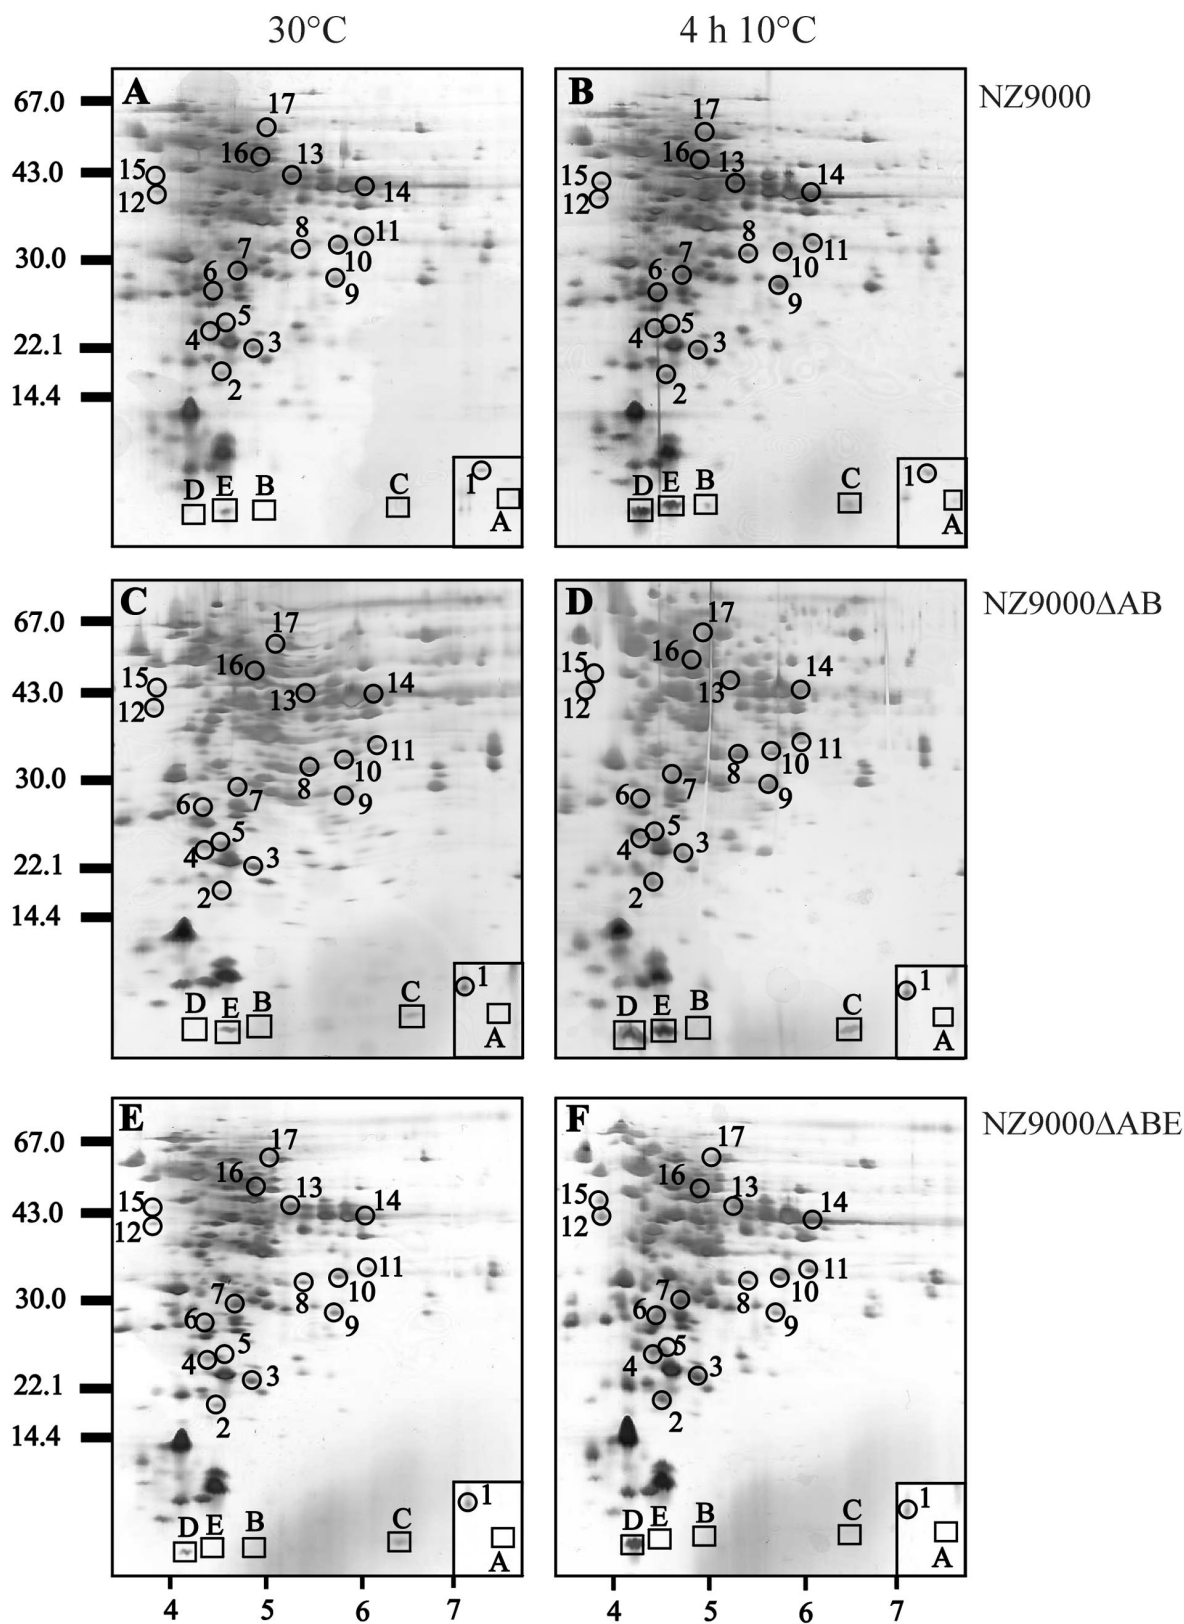 30°C 4 h 10°C
A B NZ9000
67.0 17 17
16 13 16 13
43.0 15 14 15 14
12 12
8 11 8 11
30.0 7 10 7 10
6 9 6 9
5 5
4 3 4 3
22.1
2 2
14.4
D E B C 1 A D E B C 1 A
C D NZ9000ΔAB
67.0 17 17
16 16
15 14 15 14
43.0 13 13
12 12
11 11
10 10
30.0 8 8
6 7 9 6 7 9
5 5
4 3 4 3
22.1
2 2
14.4
D E B C 1 A D E B C 1 A
E F NZ9000ΔABE
67.0 17 17
16 13 16 13
15 14 15 14
43.0
12 12
11 11
30.0 7 8 10 7 8 10
6 9 6 9
5 5
4 3 4 3
22.1
2 2
14.4
D E B C 1 A D E B C 1 A
4 5 6 7 4 5 6 7